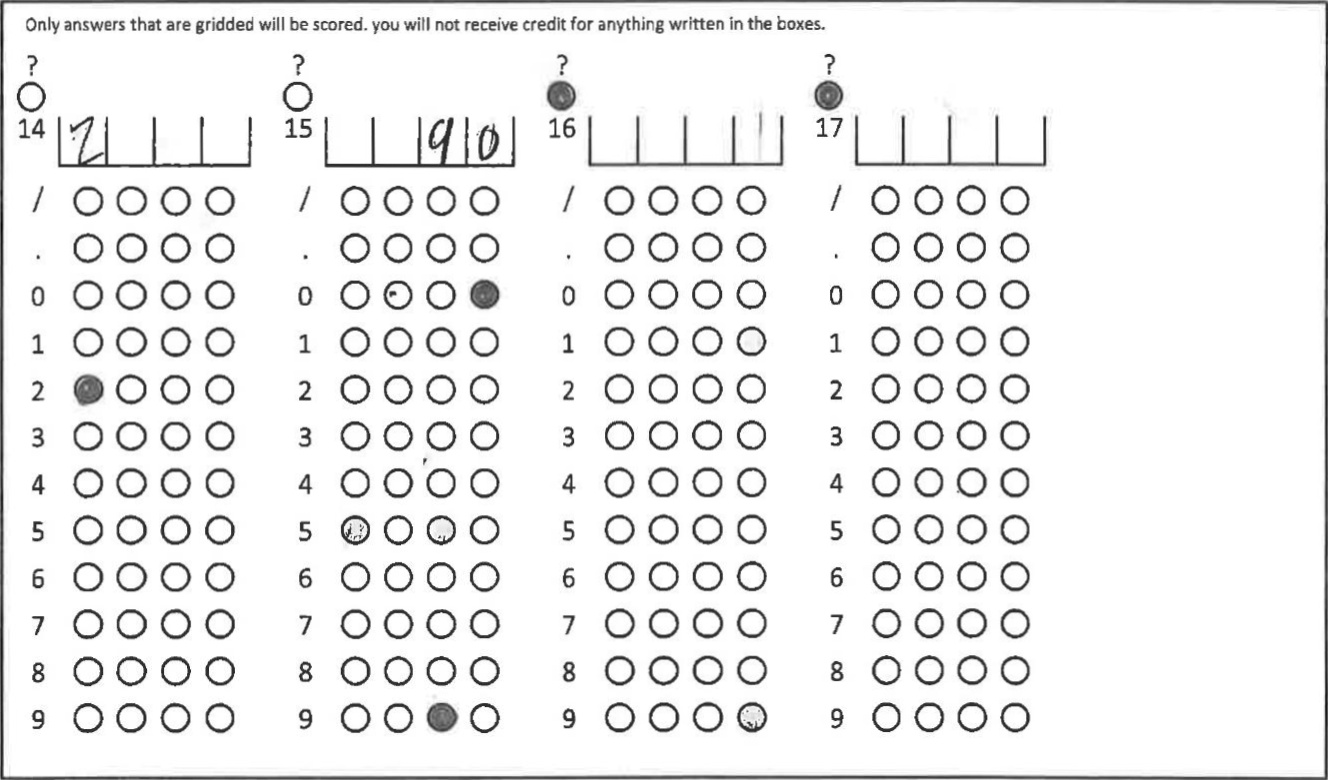 Only answers that are gridded will be scored. you will not receive credit for anything written in the boxes.
? ? ? ?
14 2 15 90 16 17
/ / / /
. . . .
0 0 0 0
1 1 1 1
2 2 2 2
3 3 3 3
4 4 4 4
5 5 5 5
6 6 6 6
7 7 7 7
8 8 8 8
9 9 9 9